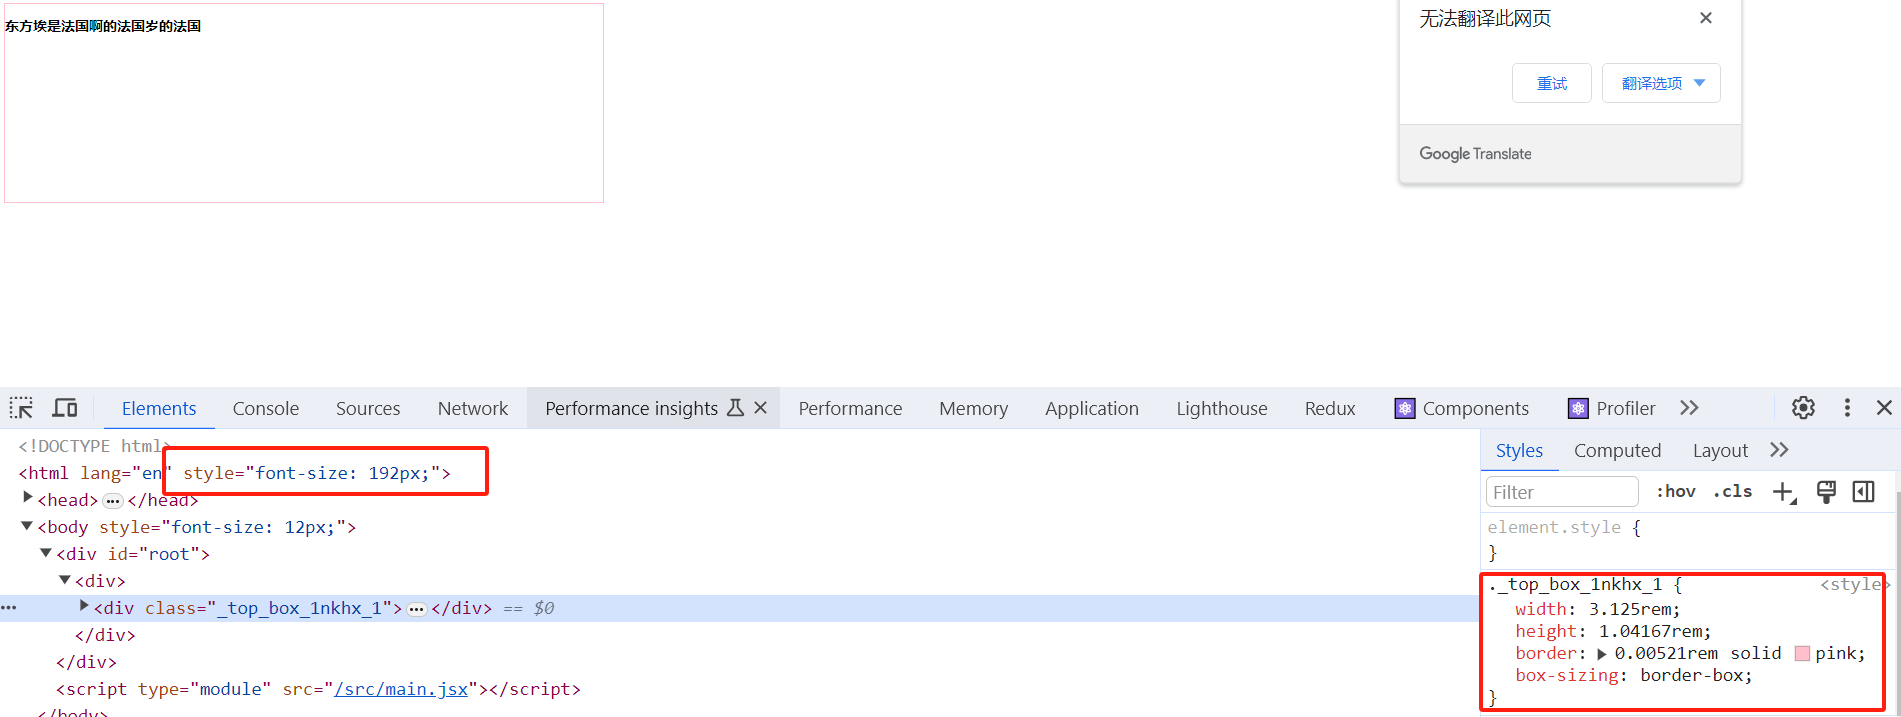 东方埃是法国啊的法国岁的法国
无法翻译此网页
重试
翻译选项
Google Translate
Elements Console Sources Network Performance insights Performance Memory Application Lighthouse Redux Components Profiler
<!DOCTYPE html>
<html lang="en" style="font-size: 192px;">
<head> ••• </head>
<body style="font-size: 12px;">
<div id="root">
<div>
••• <div class="_top_box_1nkhx_1"> ••• </div> == $0
</div>
</div>
<script type="module" src="/src/main.jsx"></script>
</body>
Styles Computed Layout
Filter :hov .cls
element.style {
}
._top_box_1nkhx_1 { <style>
width: 3.125rem;
height: 1.04167rem;
border: 0.00521rem solid pink;
box-sizing: border-box;
}